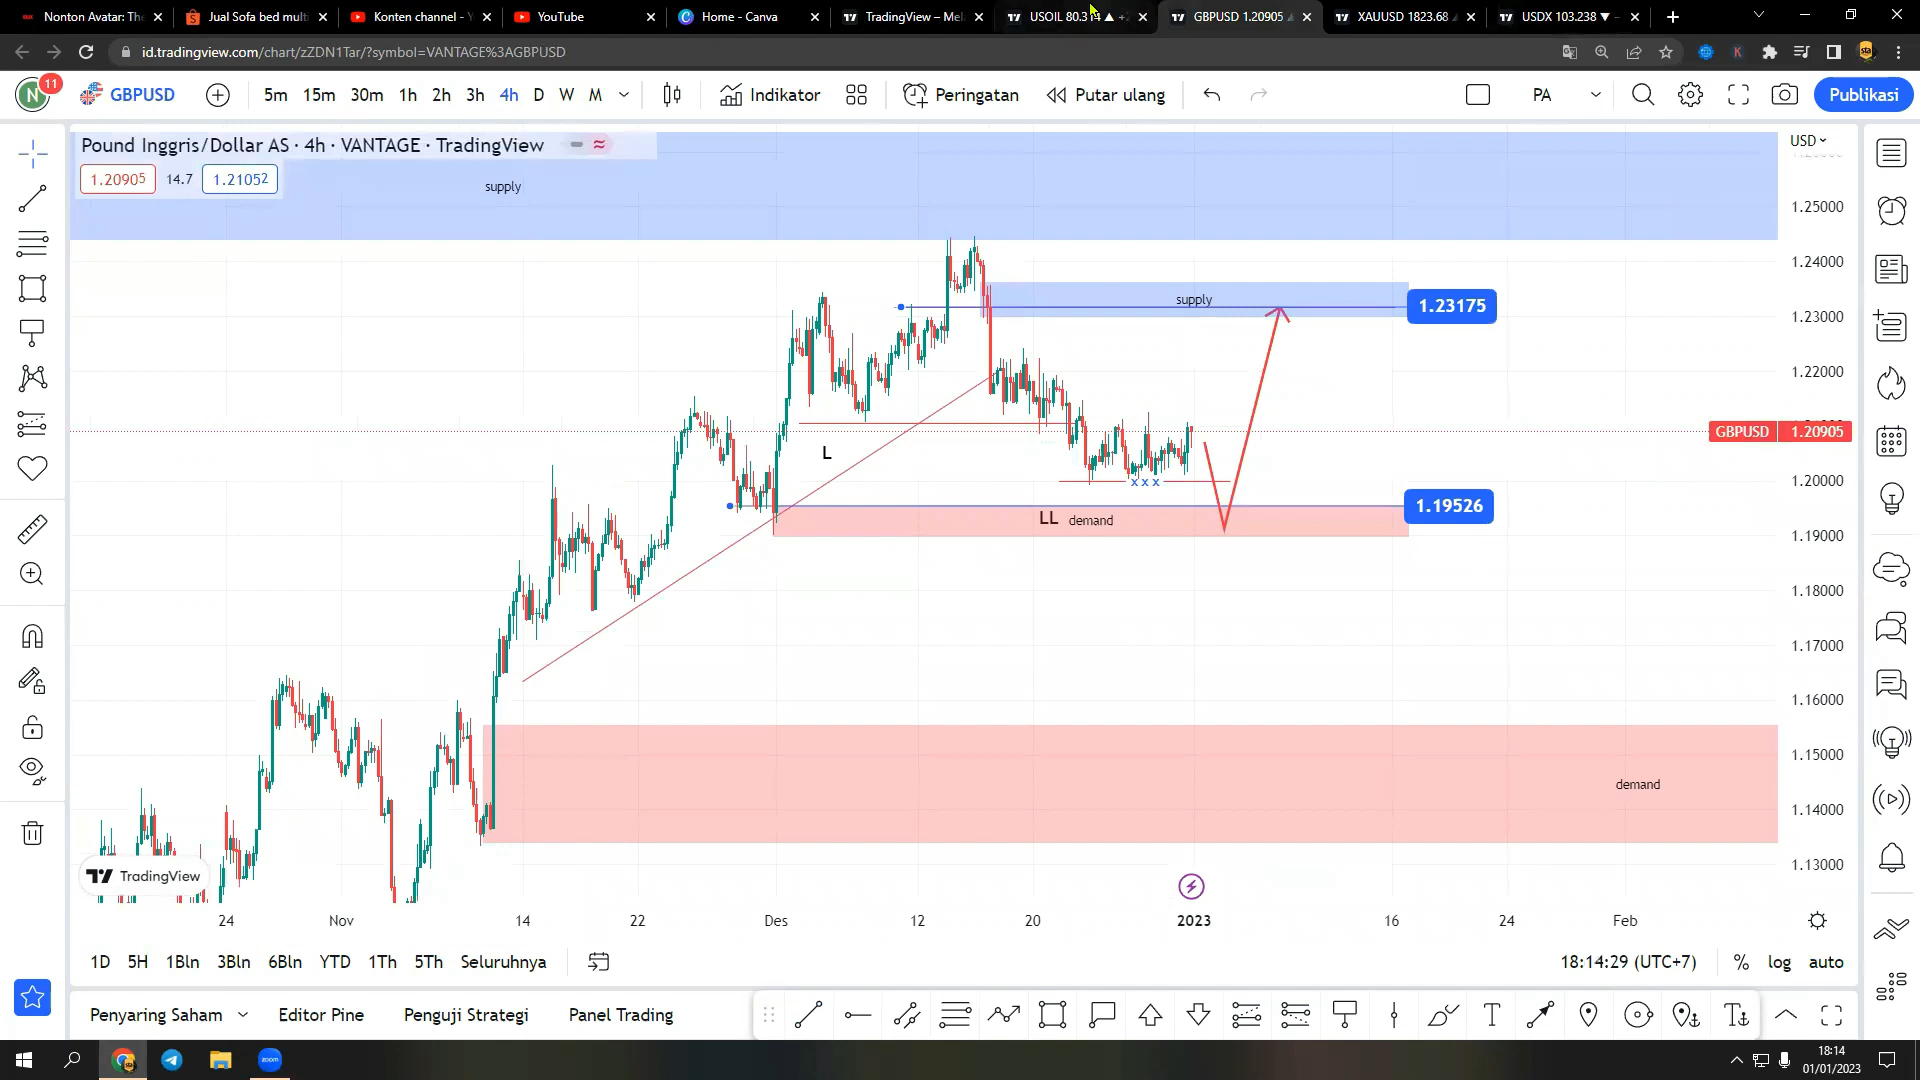 Nonton Avatar: The
Jual Sofa bed multi
Konten channel - Y
YouTube
Home - Canva
TradingView – Mel
USOIL 80.314 ▲ +2
GBPUSD 1.20905
XAUUSD 1823.68
USDX 103.238 ▼
id.tradingview.com/chart/zZDN1Tar/?symbol=VANTAGE%3AGBPUSD
N 11 GBPUSD 5m 15m 30m 1h 2h 3h 4h D W M Indikator Peringatan Putar ulang PA Publikasi
Pound Inggris/Dollar AS · 4h · VANTAGE · TradingView
USD
1.20905 14.7 1.21052
supply
1.25000
1.24000
supply
1.23175
1.23000
1.22000
GBPUSD 1.20905
L
1.20000
x x x
1.19526
LL demand
1.19000
1.18000
1.17000
1.16000
1.15000
demand
1.14000
1.13000
TradingView
24 Nov 14 22 Des 12 20 2023 16 24 Feb
1D 5H 1Bln 3Bln 6Bln YTD 1Th 5Th Seluruhnya
18:14:29 (UTC+7) % log auto
Penyaring Saham Editor Pine Penguji Strategi Panel Trading
zoom
18:14
01/01/2023